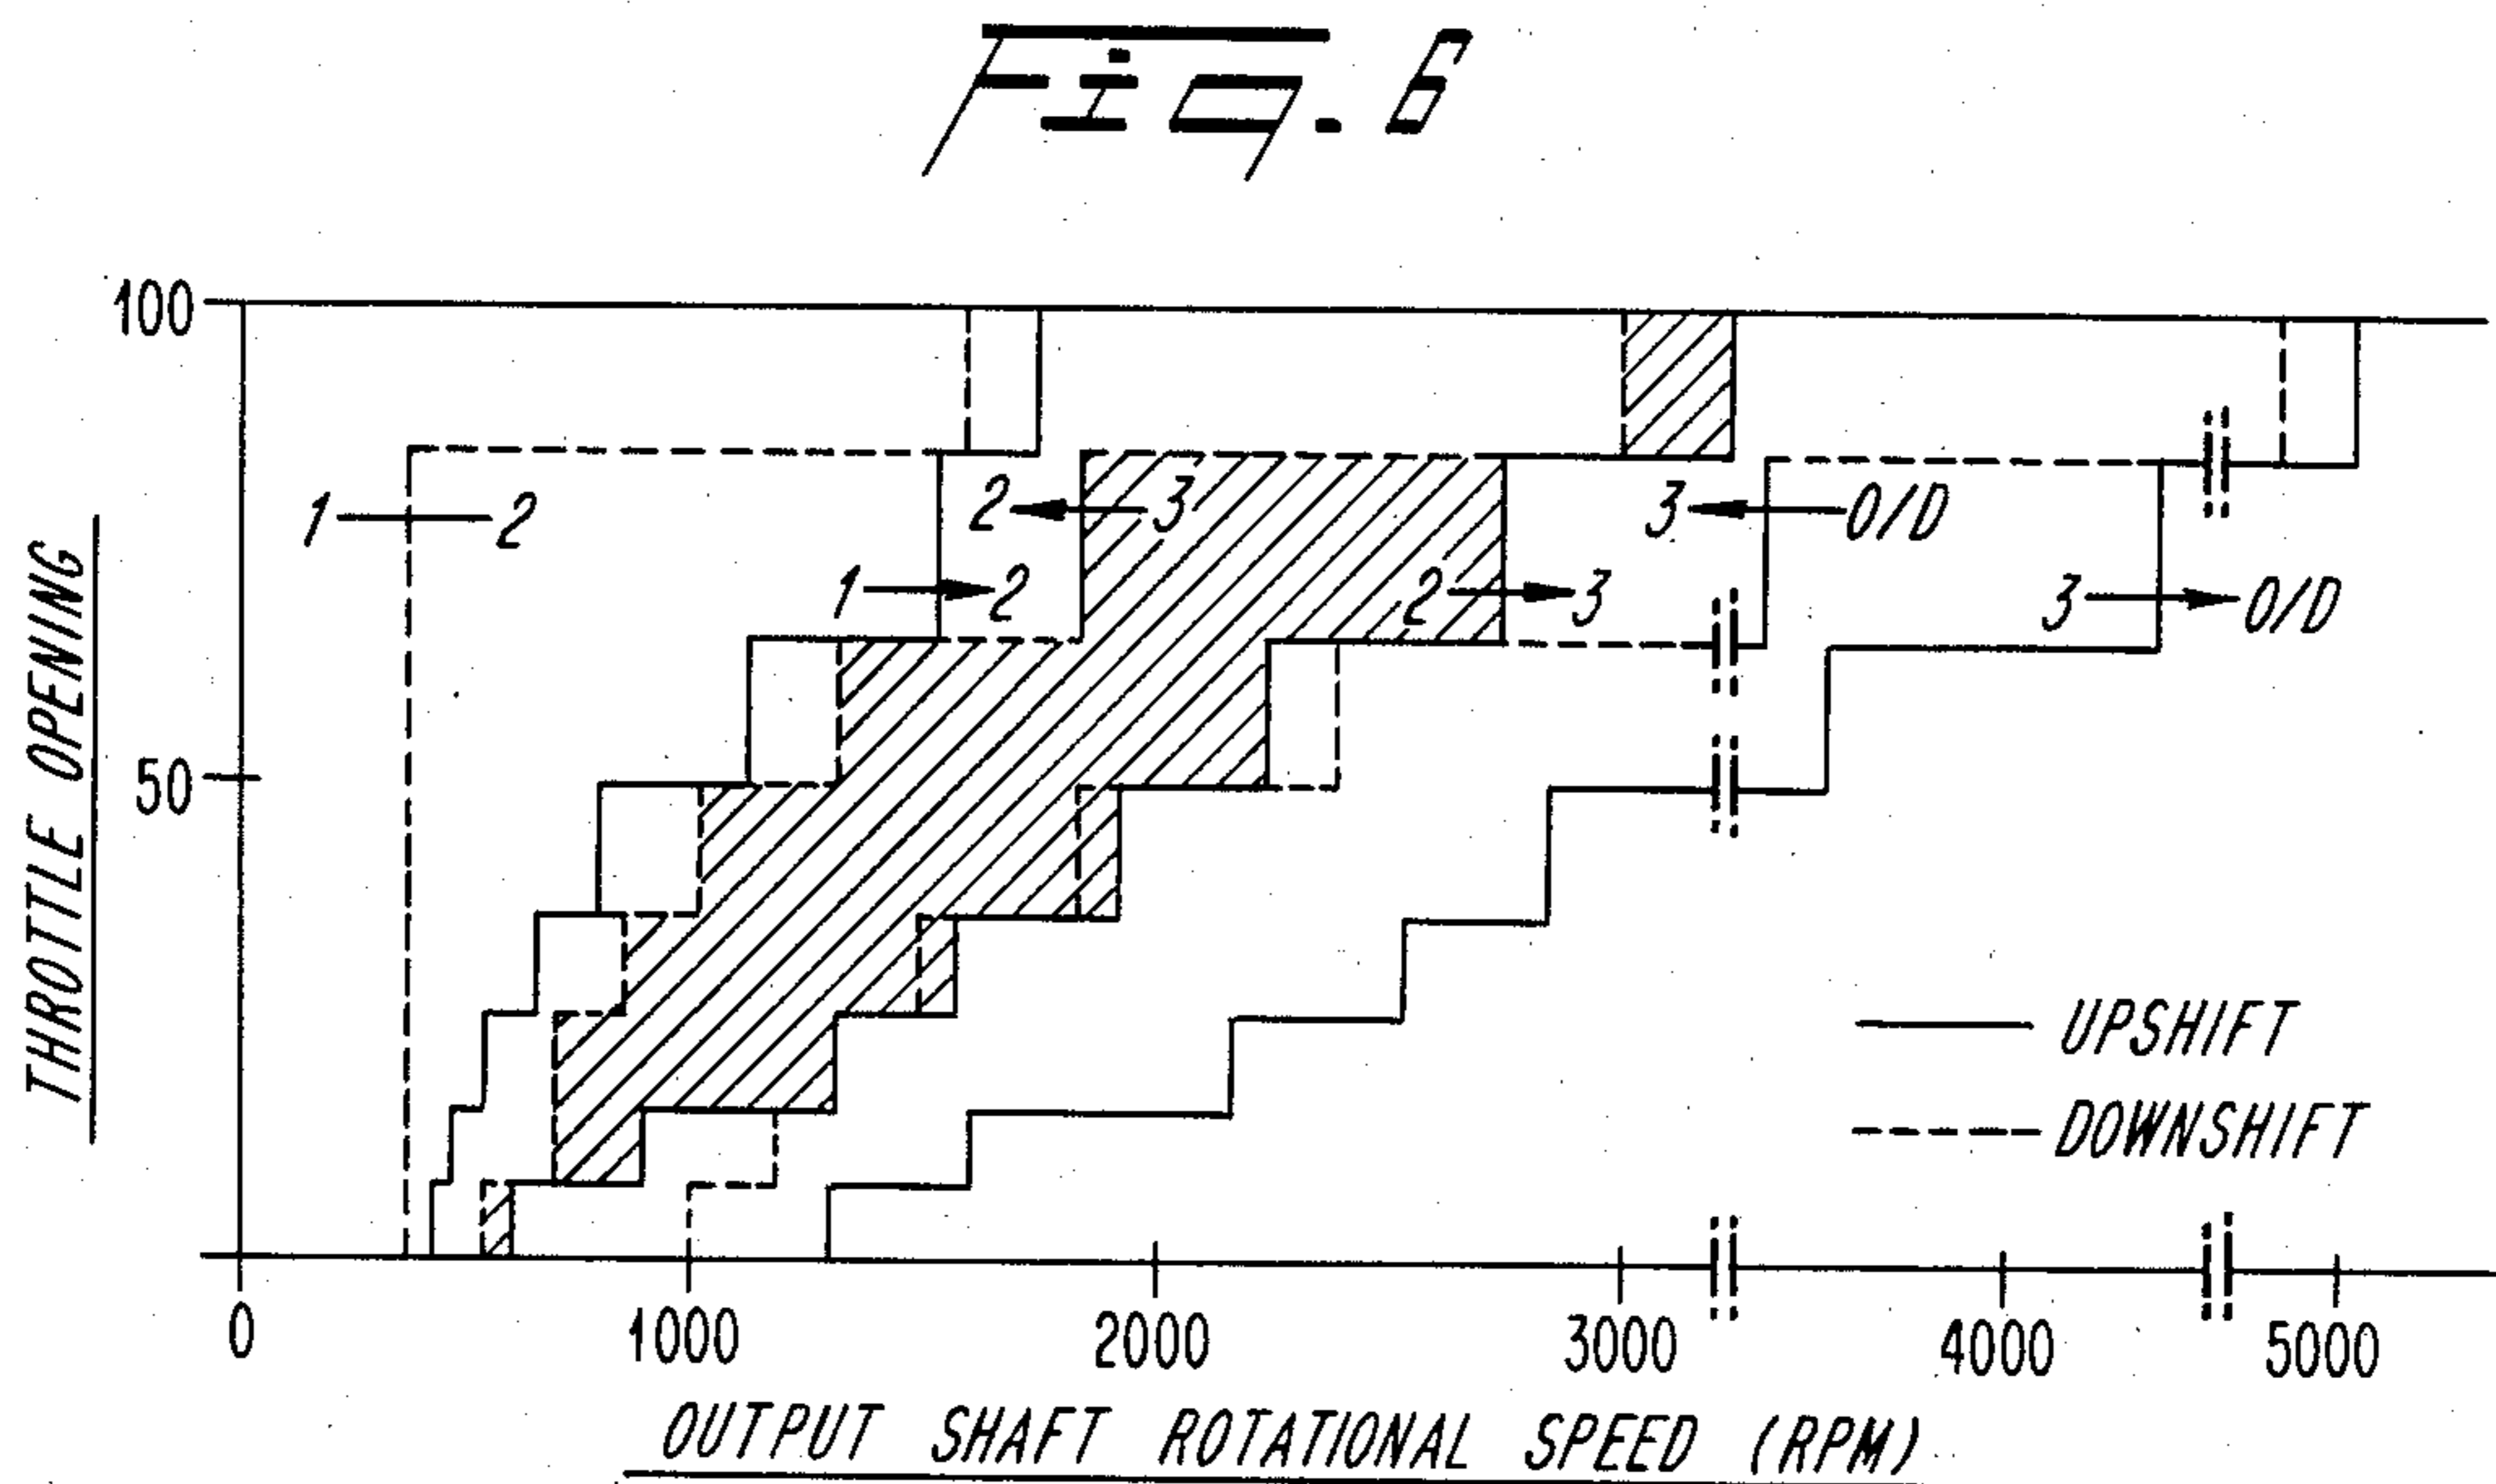 Fig. 6
100
50
0
1000
2000
3000
4000
5000
THROTTLE OPENING
OUTPUT SHAFT ROTATIONAL SPEED (RPM)
1 2
2 3
1 2
2 3
3 O/D
3 O/D
UPSHIFT
DOWNSHIFT